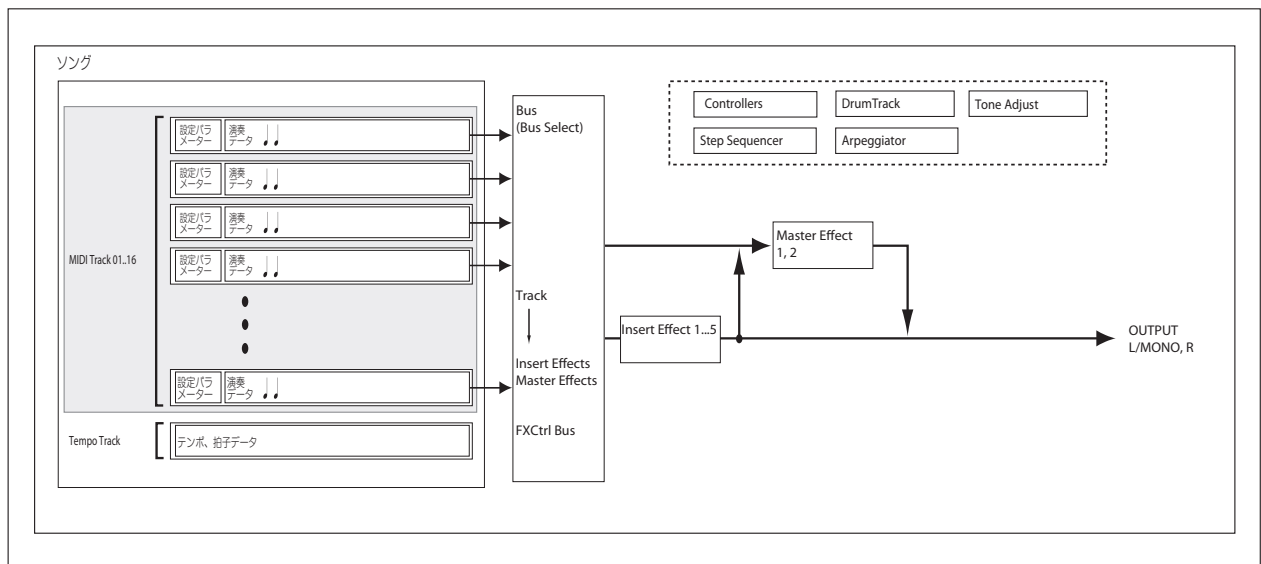 ソング
MIDI Track 01..16
設定パラ
メーター
演奏
データ
設定パラ
メーター
演奏
データ
設定パラ
メーター
演奏
データ
設定パラ
メーター
演奏
データ
設定パラ
メーター
演奏
データ
Tempo Track
テンポ、拍子データ
Bus
(Bus Select)
Track
Insert Effects
Master Effects
FXCtrl Bus
Controllers
DrumTrack
Tone Adjust
Step Sequencer
Arpeggiator
Master Effect
1, 2
Insert Effect 1...5
OUTPUT
L/MONO, R